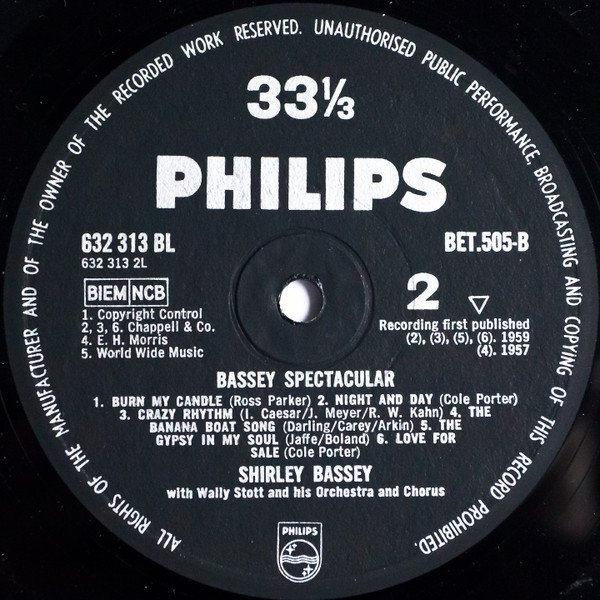 ALL RIGHTS OF THE MANUFACTURER AND OF THE OWNER OF THE RECORDED WORK RESERVED. UNAUTHORISED PUBLIC PERFORMANCE, BROADCASTING AND COPYING OF THIS RECORD PROHIBITED.
33⅓
PHILIPS
632 313 BL
632 313 2L
BET.505-B
BIEM NCB
2 ▽
1. Copyright Control
2, 3, 6. Chappell & Co.
4. E. H. Morris
5. World Wide Music
Recording first published
(2), (3), (5), (6). 1959
(4). 1957
BASSEY SPECTACULAR
1. BURN MY CANDLE (Ross Parker) 2. NIGHT AND DAY (Cole Porter)
3. CRAZY RHYTHM (I. Caesar/J. Meyer/R. W. Kahn) 4. THE
BANANA BOAT SONG (Darling/Carey/Arkin) 5. THE
GYPSY IN MY SOUL (Jaffe/Boland) 6. LOVE FOR
SALE (Cole Porter)
SHIRLEY BASSEY
with Wally Stott and his Orchestra and Chorus
PHILIPS